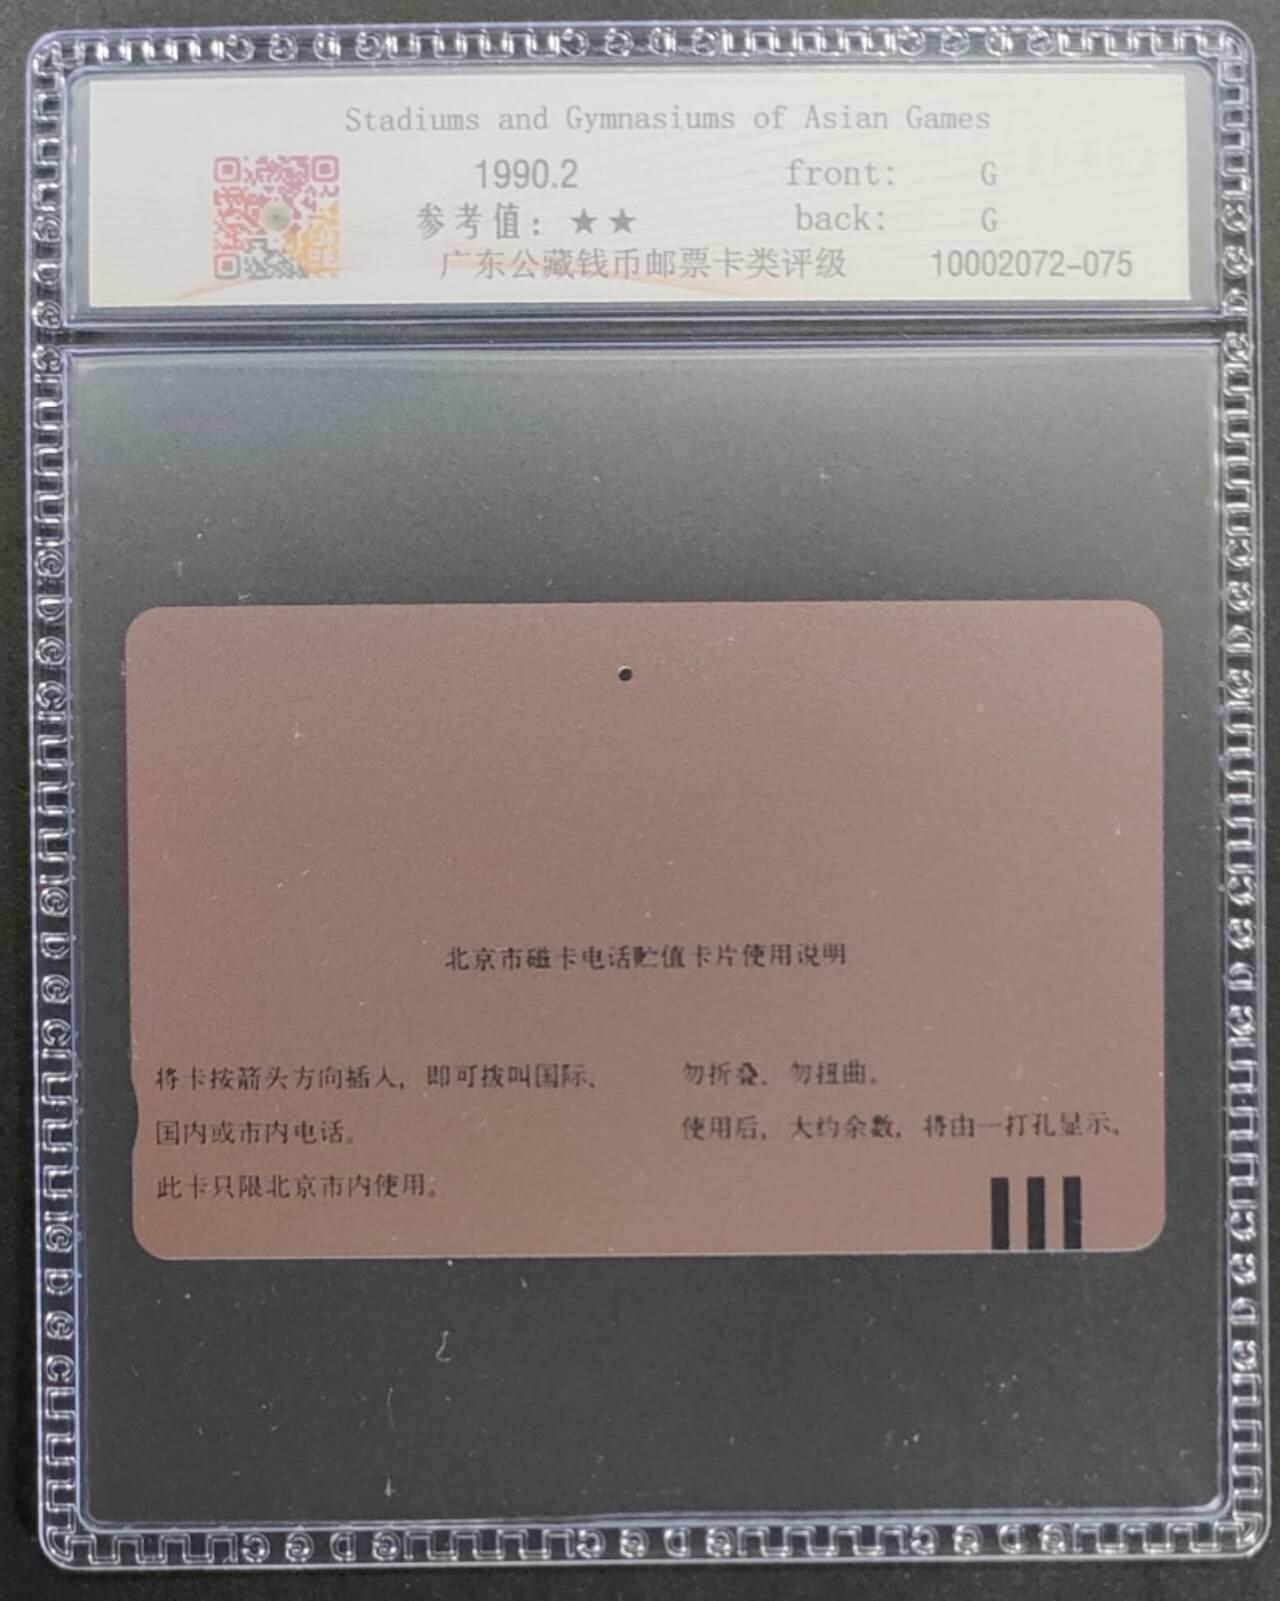 Stadiums and Gymnasiums of Asian Games
1990.2 front: G
参考值：★★ back: G
广东公藏钱币邮票卡类评级 10002072-075
北京市磁卡电话贮值卡片使用说明
将卡按箭头方向插入，即可拨叫国际、
国内或市内电话。
此卡只限北京市内使用。
勿折叠、勿扭曲。
使用后，大约余数，将由一打孔显示。